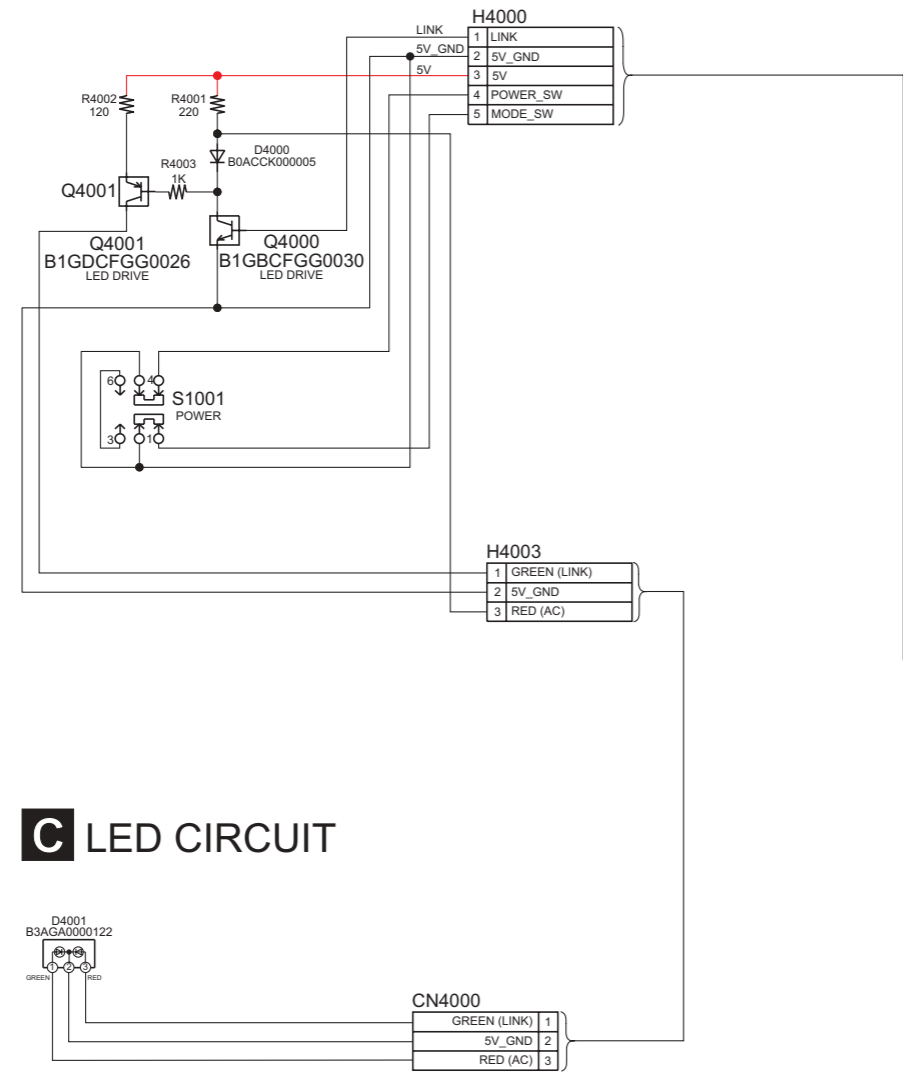 H4000
LINK
1 LINK
5V_GND
2 5V_GND
5V
3 5V
4 POWER_SW
5 MODE_SW
R4002
120
R4001
220
D4000
B0ACCK000005
R4003
1K
Q4001
Q4001
B1GDCFGG0026
LED DRIVE
Q4000
B1GBCFGG0030
LED DRIVE
6 4
S1001
POWER
3 1
H4003
1 GREEN (LINK)
2 5V_GND
3 RED (AC)
C LED CIRCUIT
D4001
B3AGA0000122
1 2 3
GREEN RED
CN4000
GREEN (LINK) 1
5V_GND 2
RED (AC) 3